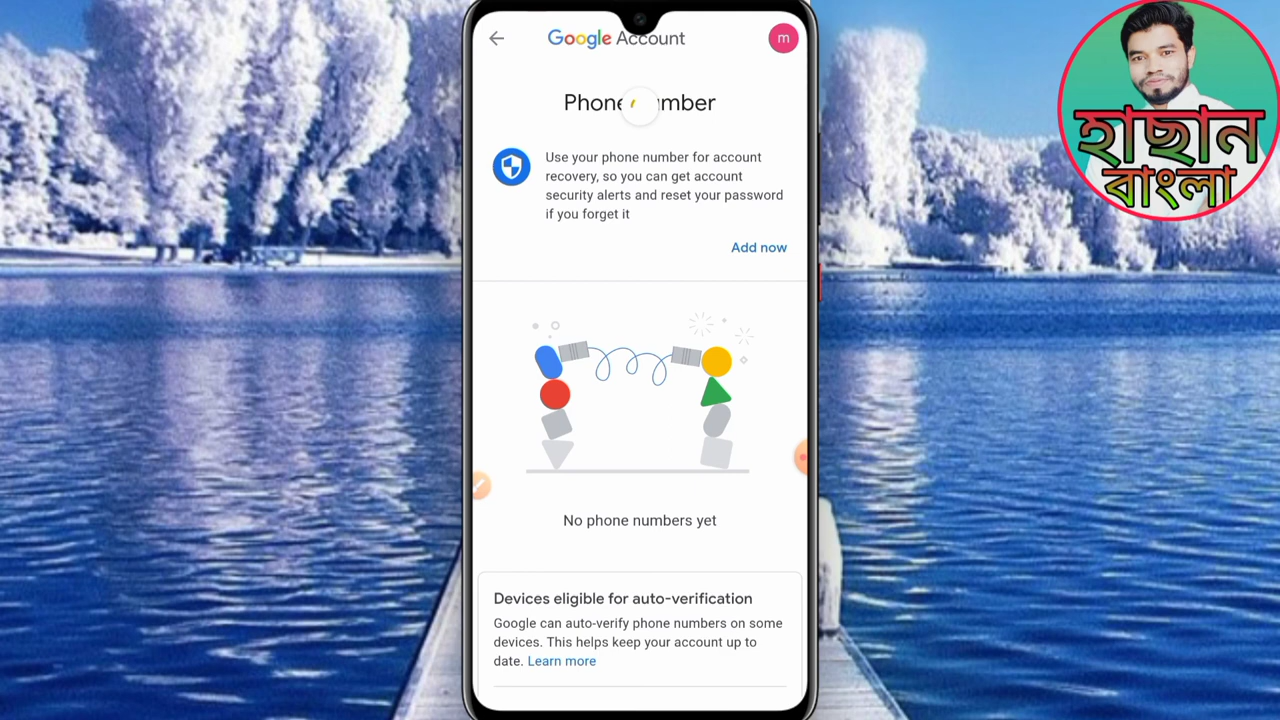 Google Account
m
Phone
mber
Use your phone number for account
recovery, so you can get account
security alerts and reset your password
if you forget it
Add now
No phone numbers yet
Devices eligible for auto-verification
Google can auto-verify phone numbers on some
devices. This helps keep your account up to
date. Learn more
হাছান
বাংলা